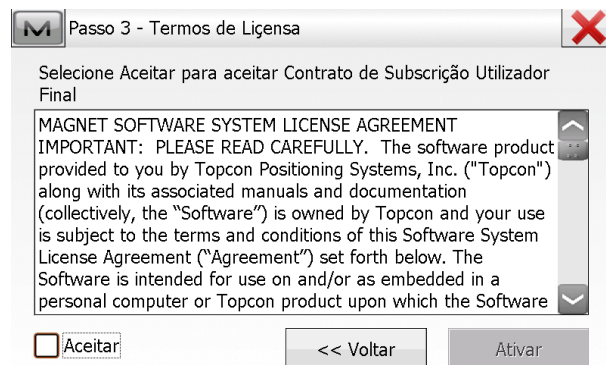 Passo 3 - Termos de Liçensa
Selecione Aceitar para aceitar Contrato de Subscrição Utilizador
Final
MAGNET SOFTWARE SYSTEM LICENSE AGREEMENT
IMPORTANT:  PLEASE READ CAREFULLY.  The software product
provided to you by Topcon Positioning Systems, Inc. ("Topcon")
along with its associated manuals and documentation
(collectively, the “Software”) is owned by Topcon and your use
is subject to the terms and conditions of this Software System
License Agreement (“Agreement”) set forth below. The
Software is intended for use on and/or as embedded in a
personal computer or Topcon product upon which the Software
Aceitar
<< Voltar
Ativar